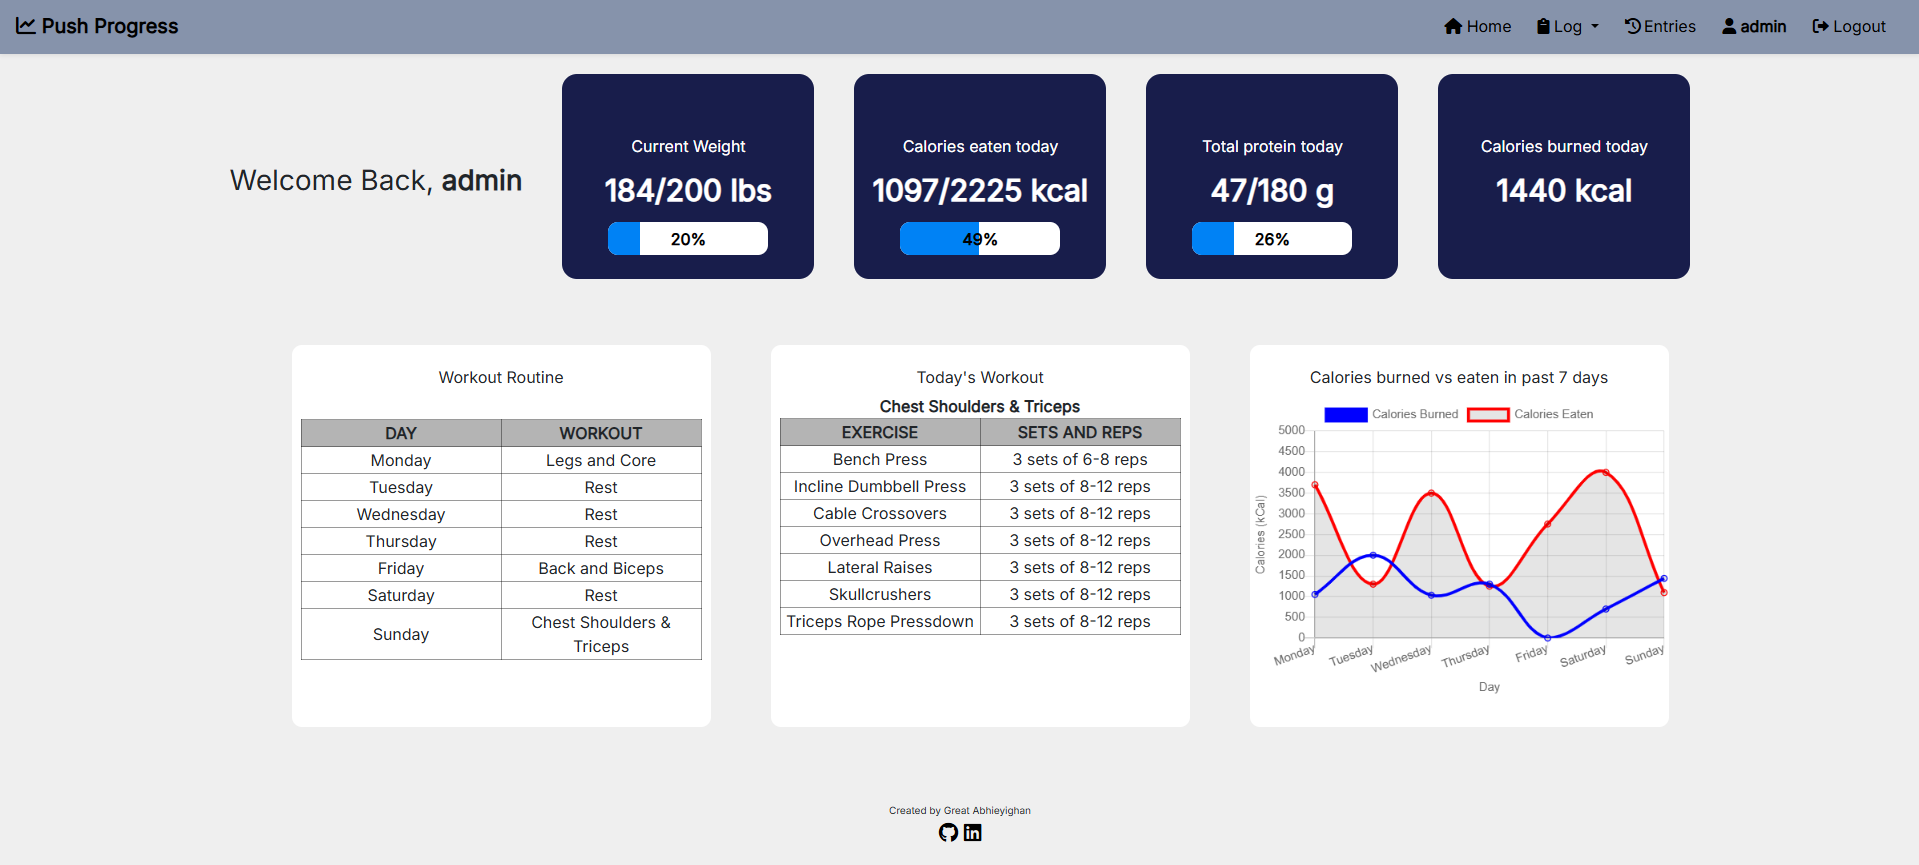 Push Progress
Home Log Entries admin Logout
Welcome Back, admin
Current Weight
184/200 lbs
20%
Calories eaten today
1097/2225 kcal
49%
Total protein today
47/180 g
26%
Calories burned today
1440 kcal
Workout Routine
DAY WORKOUT
Monday Legs and Core
Tuesday Rest
Wednesday Rest
Thursday Rest
Friday Back and Biceps
Saturday Rest
Sunday Chest Shoulders &
Triceps
Today's Workout
Chest Shoulders & Triceps
EXERCISE SETS AND REPS
Bench Press 3 sets of 6-8 reps
Incline Dumbbell Press 3 sets of 8-12 reps
Cable Crossovers 3 sets of 8-12 reps
Overhead Press 3 sets of 8-12 reps
Lateral Raises 3 sets of 8-12 reps
Skullcrushers 3 sets of 8-12 reps
Triceps Rope Pressdown 3 sets of 8-12 reps
Calories burned vs eaten in past 7 days
Calories Burned Calories Eaten
5000
4500
4000
3500
3000
2500
2000
1500
1000
500
0
Calories (kCal)
Monday Tuesday Wednesday Thursday Friday Saturday Sunday
Day
Created by Great Abhieyighan
in